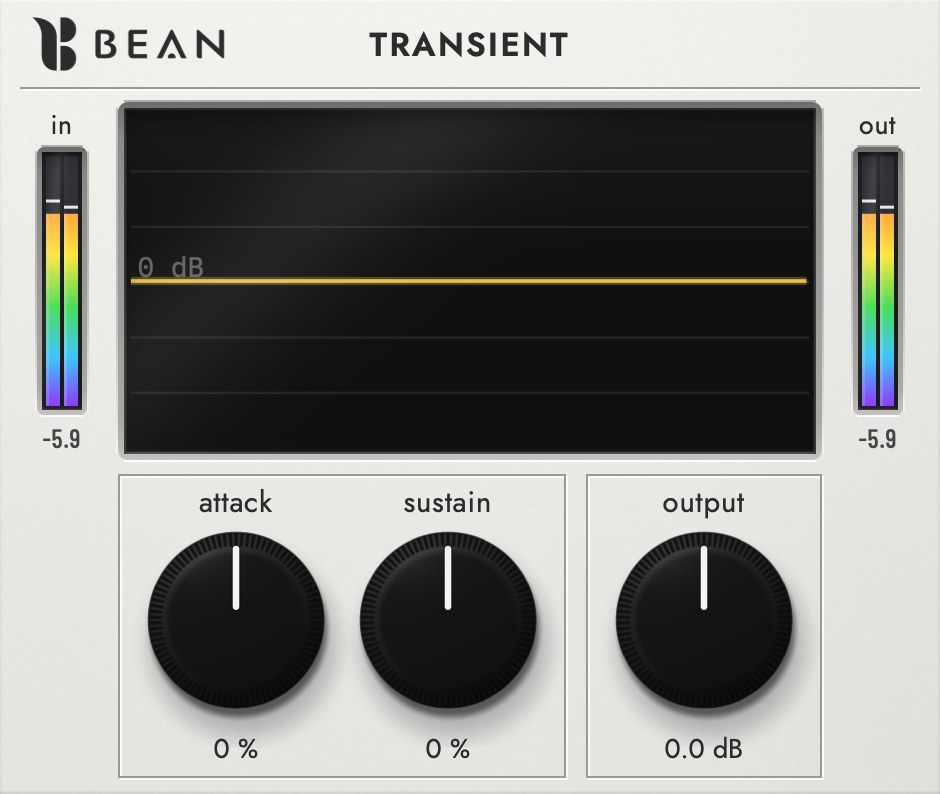 BEAN
TRANSIENT
in
out
0 dB
-5.9
-5.9
attack
sustain
output
0 %
0 %
0.0 dB